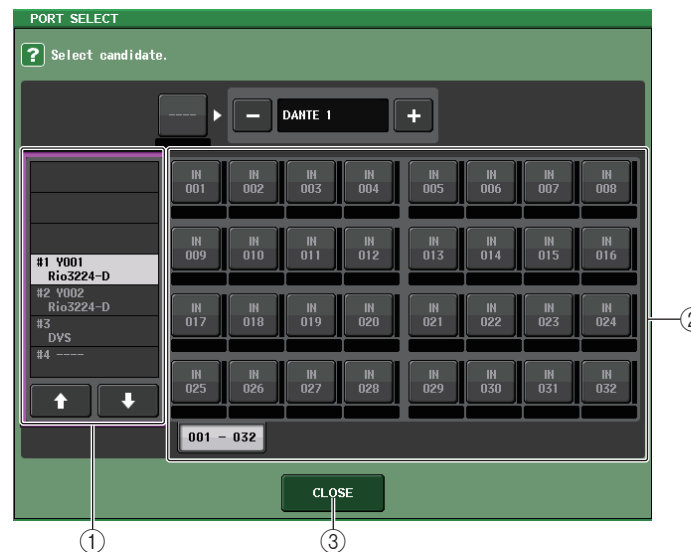 PORT SELECT
? Select candidate.
---- DANTE 1 − +
IN 001 IN 002 IN 003 IN 004 IN 005 IN 006 IN 007 IN 008
IN 009 IN 010 IN 011 IN 012 IN 013 IN 014 IN 015 IN 016
#1 Y001
Rio3224-D
#2 Y002
Rio3224-D
#3
DVS
#4 ----
IN 017 IN 018 IN 019 IN 020 IN 021 IN 022 IN 023 IN 024
IN 025 IN 026 IN 027 IN 028 IN 029 IN 030 IN 031 IN 032
001 - 032
CLOSE
①
②
③